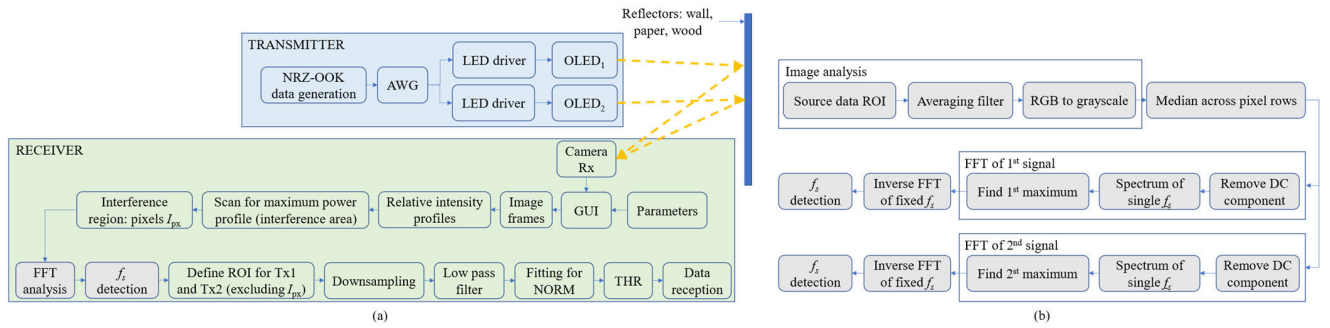 Reflectors: wall,
paper, wood
TRANSMITTER
NRZ-OOK
data generation
AWG
LED driver
OLED1
LED driver
OLED2
RECEIVER
Camera
Rx
Interference
region: pixels Ipx
Scan for maximum power
profile (interference area)
Relative intensity
profiles
Image
frames
GUI
Parameters
FFT
analysis
fs
detection
Define ROI for Tx1
and Tx2 (excluding Ipx)
Downsampling
Low pass
filter
Fitting for
NORM
THR
Data
reception
(a)
Image analysis
Source data ROI
Averaging filter
RGB to grayscale
Median across pixel rows
FFT of 1st signal
fs
detection
Inverse FFT
of fixed fs
Find 1st maximum
Spectrum of
single fs
Remove DC
component
FFT of 2nd signal
fs
detection
Inverse FFT
of fixed fs
Find 2st maximum
Spectrum of
single fs
Remove DC
component
(b)